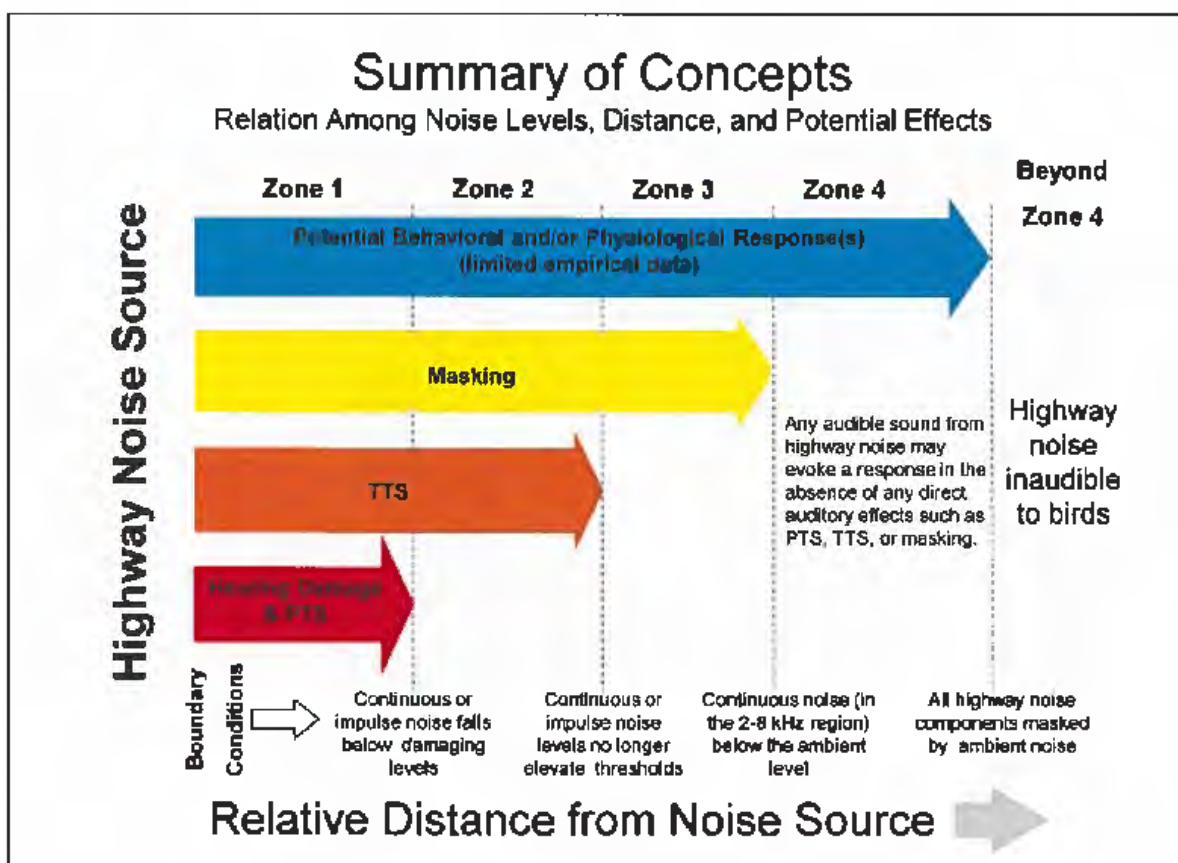 Summary of Concepts
Relation Among Noise Levels, Distance, and Potential Effects
Zone 1
Zone 2
Zone 3
Zone 4
Beyond
Zone 4
Highway Noise Source
Potential Behavioral and/or Physiological Response(s)
(limited empirical data)
Masking
TTS
Hearing Damage
& PTS
Any audible sound from
highway noise may
evoke a response in the
absence of any direct
auditory effects such as
PTS, TTS, or masking.
Highway
noise
inaudible
to birds
Boundary
Conditions
Continuous or
impulse noise falls
below damaging
levels
Continuous or
impulse noise
levels no longer
elevate thresholds
Continuous noise (in
the 2-8 kHz region)
below the ambient
level
All highway noise
components masked
by ambient noise
Relative Distance from Noise Source